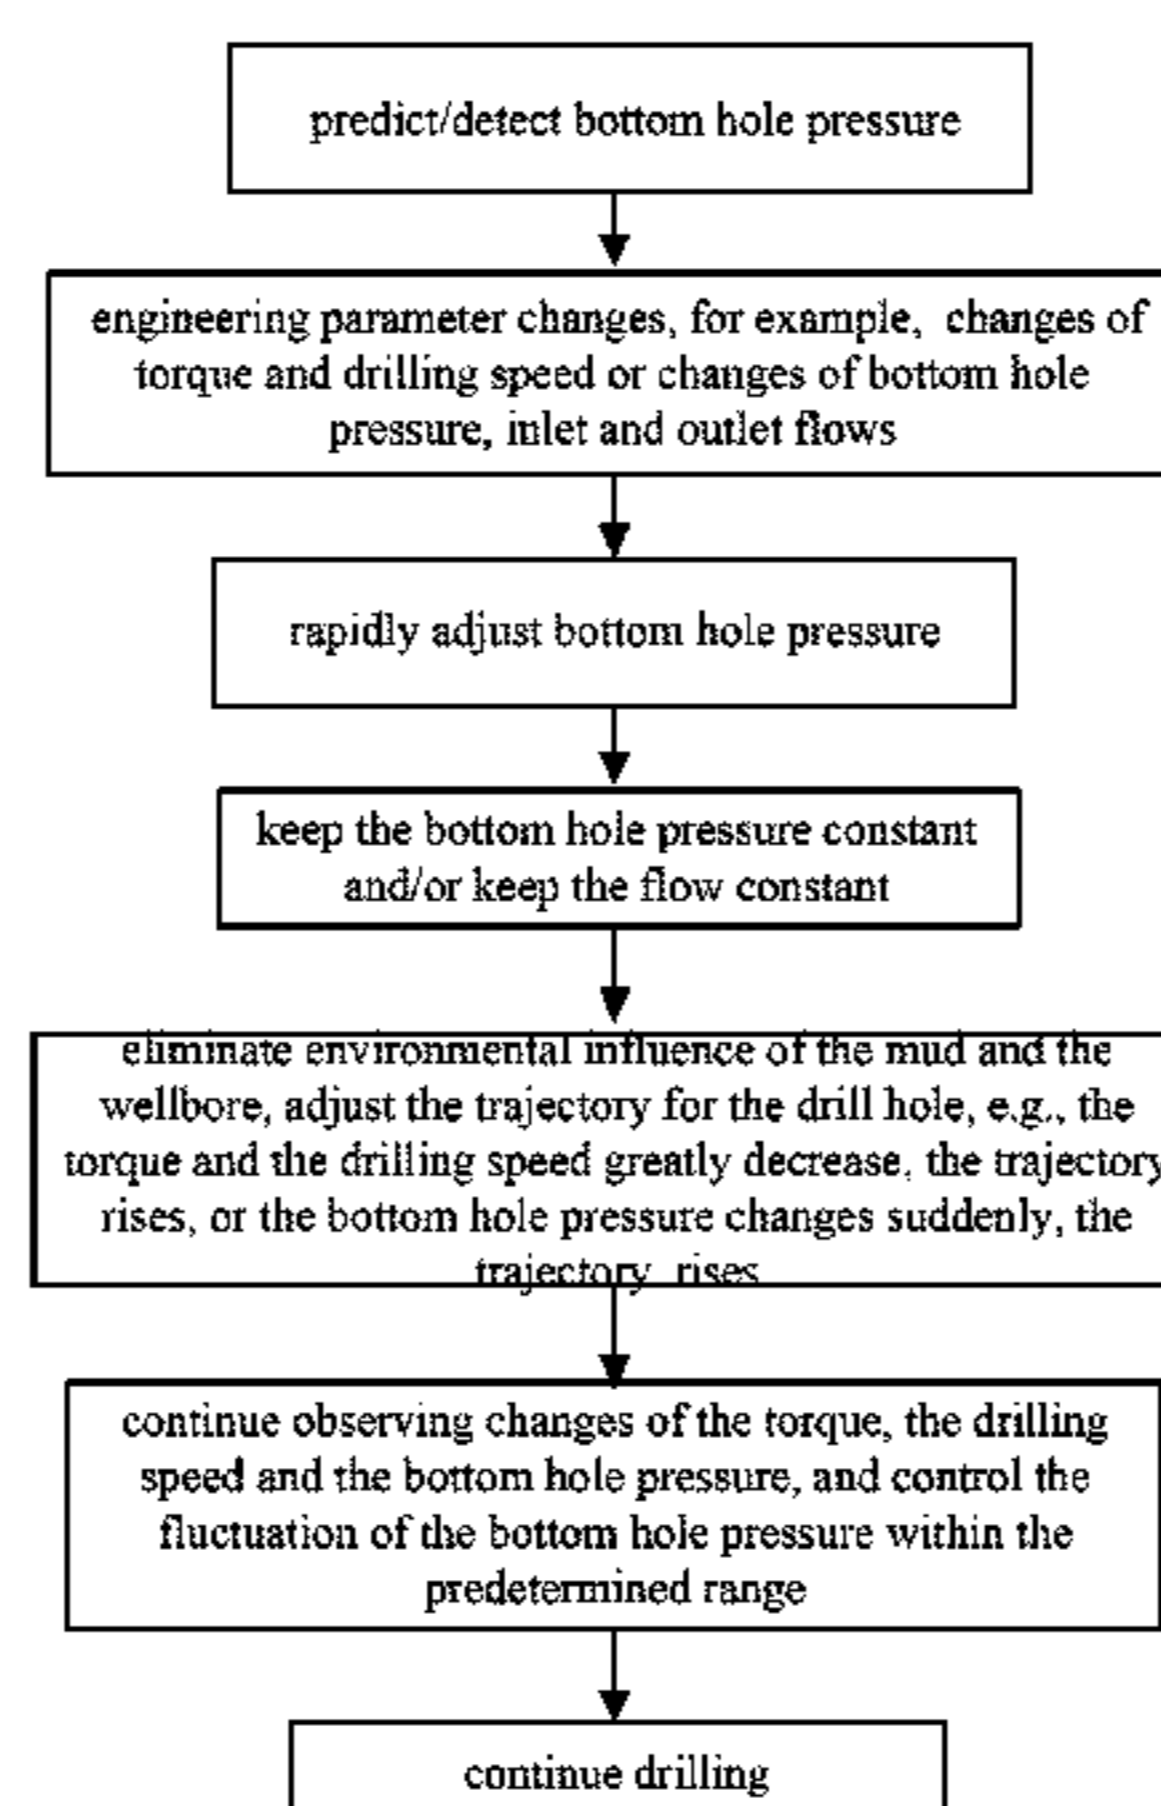 predict/detect bottom hole pressure
engineering parameter changes, for example, changes of
torque and drilling speed or changes of bottom hole
pressure, inlet and outlet flows
rapidly adjust bottom hole pressure
keep the bottom hole pressure constant
and/or keep the flow constant
eliminate environmental influence of the mud and the
wellbore, adjust the trajectory for the drill hole, e.g., the
torque and the drilling speed greatly decrease, the trajectory
rises, or the bottom hole pressure changes suddenly, the
trajectory rises
continue observing changes of the torque, the drilling
speed and the bottom hole pressure, and control the
fluctuation of the bottom hole pressure within the
predetermined range
continue drilling